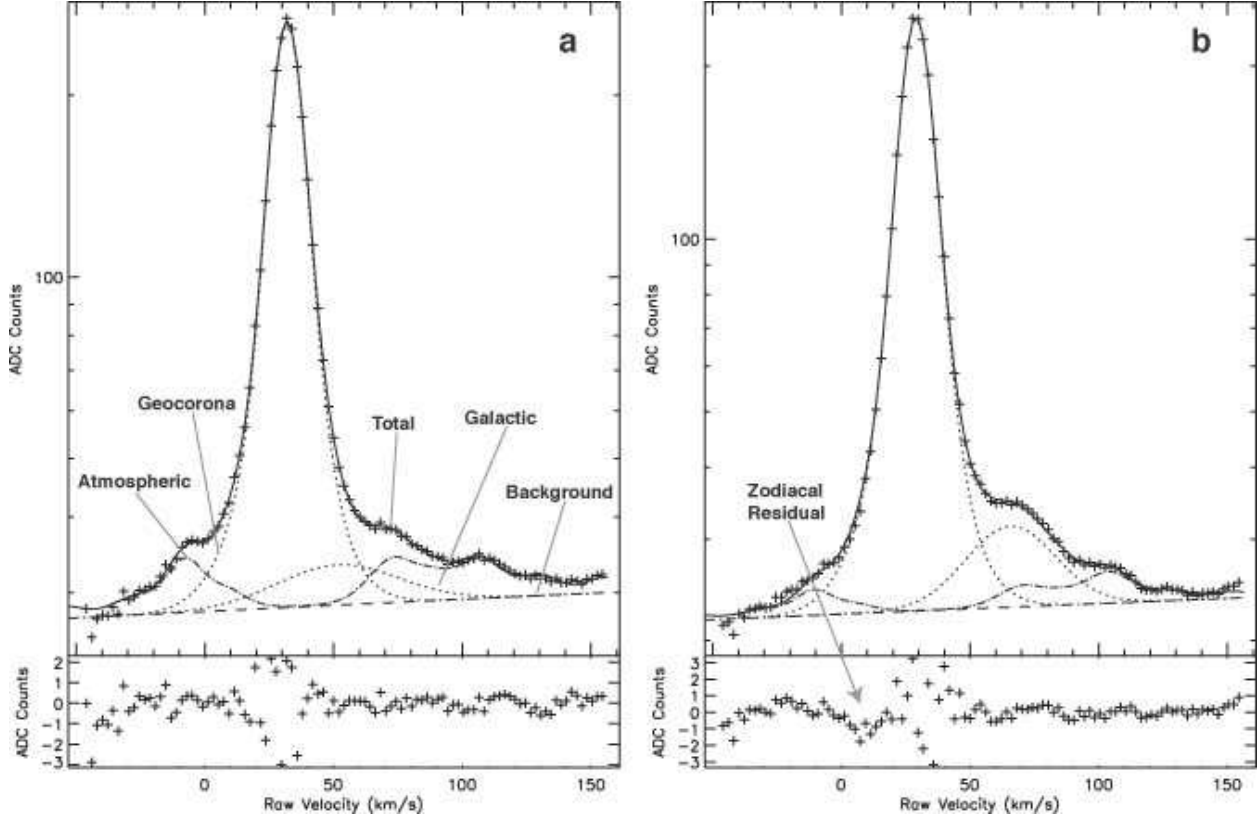 a
100
ADC Counts
Geocorona
Total
Galactic
Atmospheric
Background
2
1
0
−1
−2
−3
ADC Counts
0
50
100
150
Raw Velocity (km/s)
b
100
ADC Counts
Zodiacal
Residual
3
2
1
0
−1
−2
−3
ADC Counts
0
50
100
150
Raw Velocity (km/s)